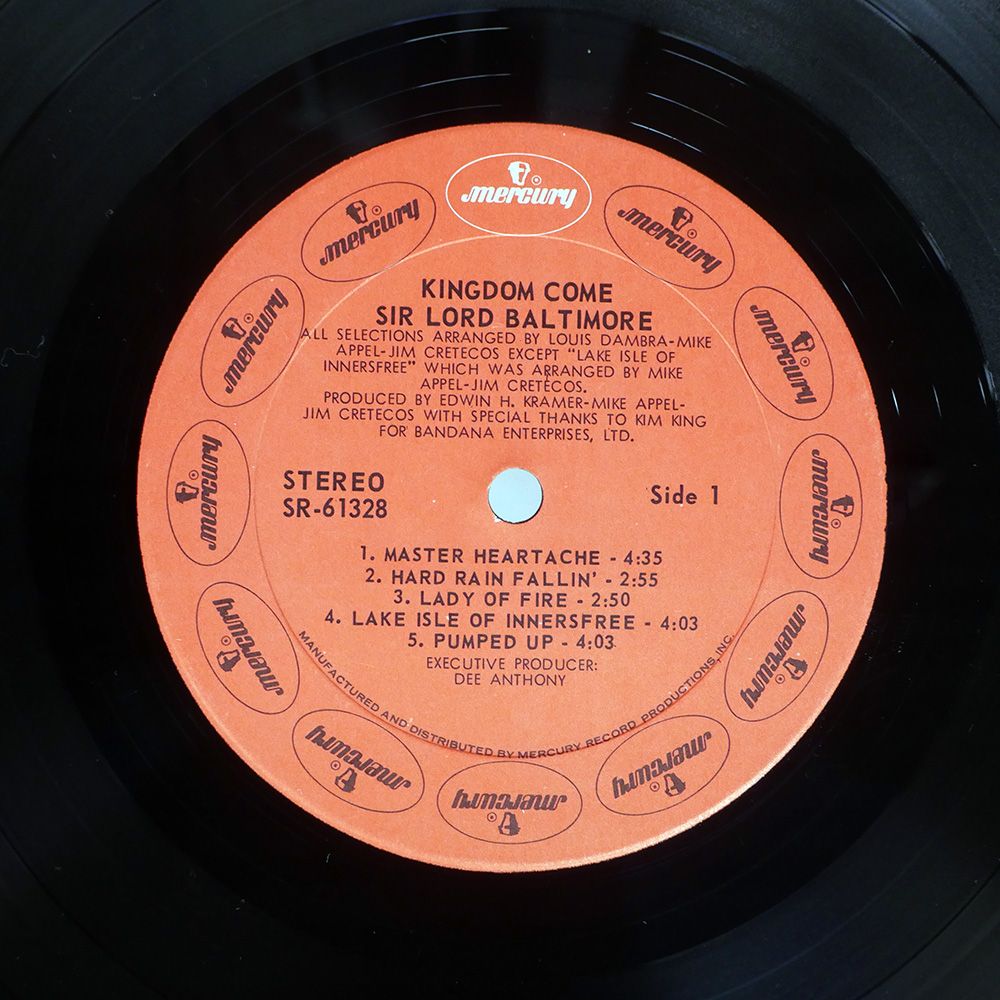 mercury
mercury
mercury
KINGDOM COME
SIR LORD BALTIMORE
ALL SELECTIONS ARRANGED BY LOUIS DAMBRA-MIKE
APPEL-JIM CRETECOS EXCEPT "LAKE ISLE OF
INNERSFREE" WHICH WAS ARRANGED BY MIKE
APPEL-JIM CRETECOS.
PRODUCED BY EDWIN H. KRAMER-MIKE APPEL-
JIM CRETECOS WITH SPECIAL THANKS TO KIM KING
FOR BANDANA ENTERPRISES, LTD.
mercury
mercury
STEREO
SR-61328
Side 1
mercury
mercury
1. MASTER HEARTACHE - 4:35
2. HARD RAIN FALLIN' - 2:55
3. LADY OF FIRE - 2:50
4. LAKE ISLE OF INNERSFREE - 4:03
5. PUMPED UP - 4:03
EXECUTIVE PRODUCER:
DEE ANTHONY
MANUFACTURED AND DISTRIBUTED BY MERCURY RECORD PRODUCTIONS, INC.
mercury
mercury
mercury
mercury
mercury